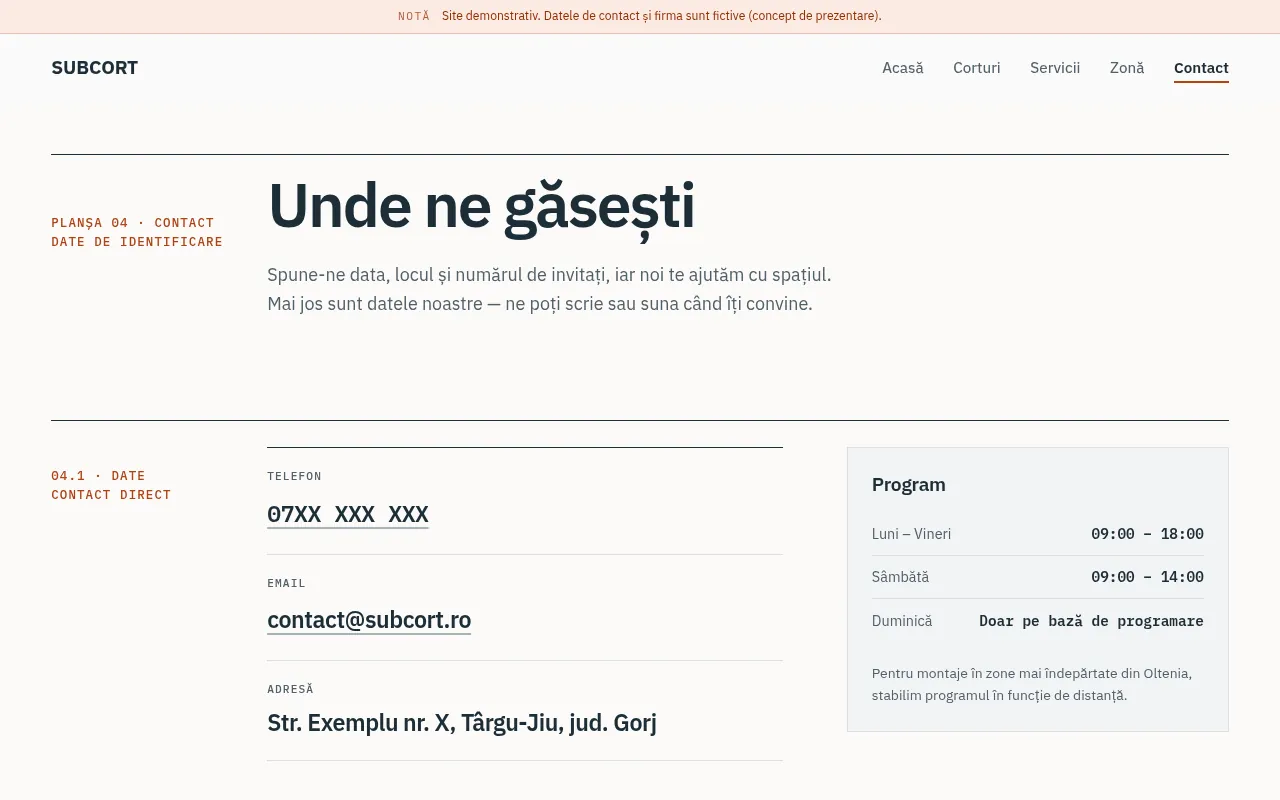 NOTĂ Site demonstrativ. Datele de contact și firma sunt fictive (concept de prezentare).
SUBCORT
Acasă Corturi Servicii Zonă Contact
PLANȘA 04 · CONTACT
DATE DE IDENTIFICARE
Unde ne găsești
Spune-ne data, locul și numărul de invitați, iar noi te ajutăm cu spațiul.
Mai jos sunt datele noastre — ne poți scrie sau suna când îți convine.
04.1 · DATE
CONTACT DIRECT
TELEFON
07XX XXX XXX
EMAIL
contact@subcort.ro
ADRESĂ
Str. Exemplu nr. X, Târgu-Jiu, jud. Gorj
Program
Luni – Vineri 09:00 – 18:00
Sâmbătă 09:00 – 14:00
Duminică Doar pe bază de programare
Pentru montaje în zone mai îndepărtate din Oltenia,
stabilim programul în funcție de distanță.